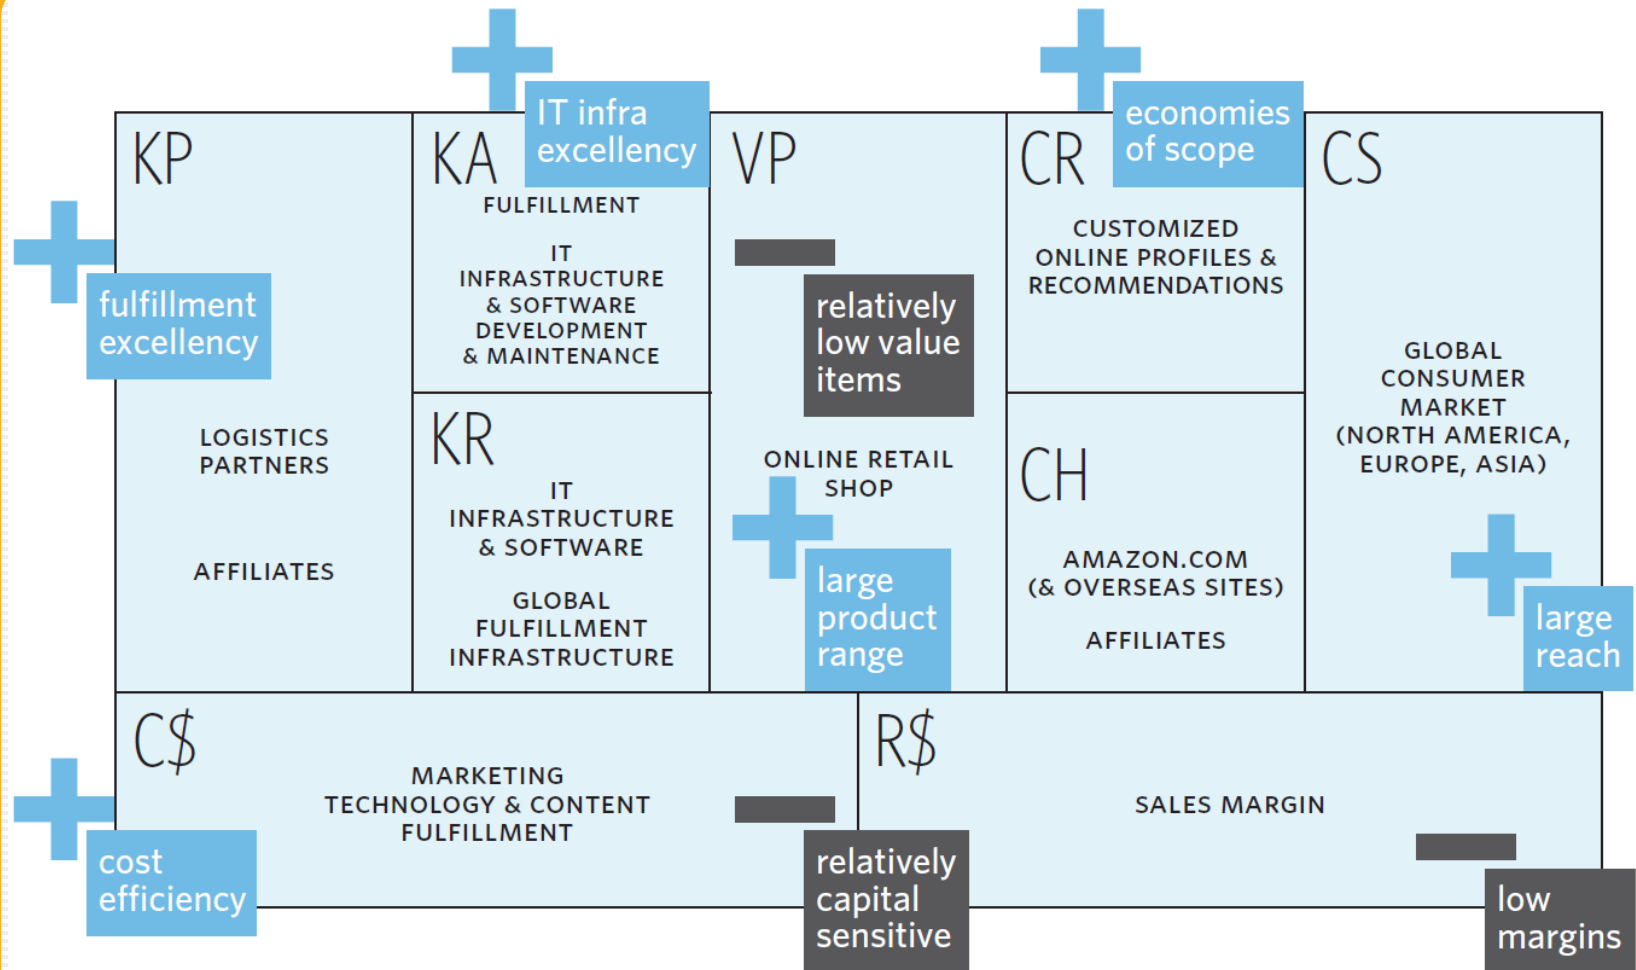 IT infra
excellency
economies
of scope
KP
fulfillment
excellency
LOGISTICS
PARTNERS
AFFILIATES
KA
FULFILLMENT
IT
INFRASTRUCTURE
& SOFTWARE
DEVELOPMENT
& MAINTENANCE
KR
IT
INFRASTRUCTURE
& SOFTWARE
GLOBAL
FULFILLMENT
INFRASTRUCTURE
VP
relatively
low value
items
ONLINE RETAIL
SHOP
large
product
range
CR
CUSTOMIZED
ONLINE PROFILES &
RECOMMENDATIONS
CH
AMAZON.COM
(& OVERSEAS SITES)
AFFILIATES
CS
GLOBAL
CONSUMER
MARKET
(NORTH AMERICA,
EUROPE, ASIA)
large
reach
C$
MARKETING
TECHNOLOGY & CONTENT
FULFILLMENT
cost
efficiency
relatively
capital
sensitive
R$
SALES MARGIN
low
margins